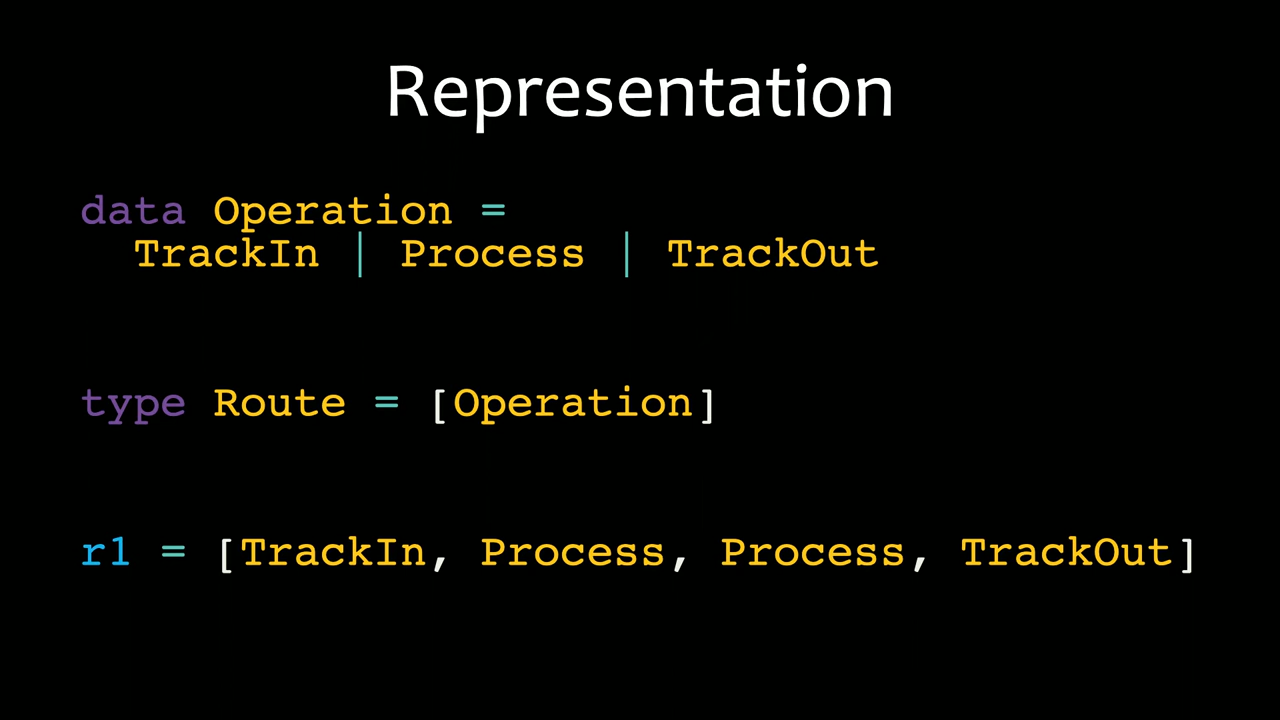 Representation
data Operation =
TrackIn | Process | TrackOut
type Route = [Operation]
r1 = [TrackIn, Process, Process, TrackOut]